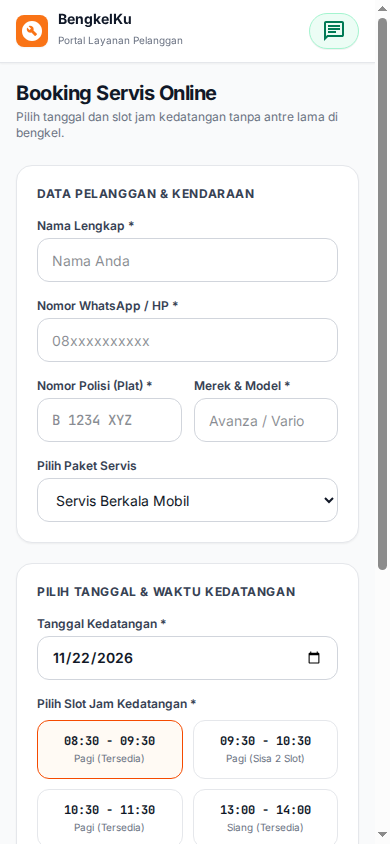 BengkelKu
Portal Layanan Pelanggan
Booking Servis Online
Pilih tanggal dan slot jam kedatangan tanpa antre lama di
bengkel.
DATA PELANGGAN & KENDARAAN
Nama Lengkap *
Nama Anda
Nomor WhatsApp / HP *
08xxxxxxxxxx
Nomor Polisi (Plat) *
Merek & Model *
B 1234 XYZ
Avanza / Vario
Pilih Paket Servis
Servis Berkala Mobil
PILIH TANGGAL & WAKTU KEDATANGAN
Tanggal Kedatangan *
11/22/2026
Pilih Slot Jam Kedatangan *
08:30 - 09:30
Pagi (Tersedia)
09:30 - 10:30
Pagi (Sisa 2 Slot)
10:30 - 11:30
Pagi (Tersedia)
13:00 - 14:00
Siang (Tersedia)